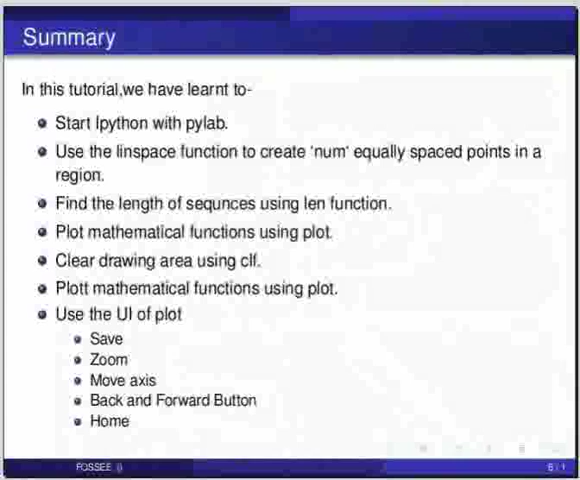 Summary
In this tutorial,we have learnt to-
Start Ipython with pylab.
Use the linspace function to create 'num' equally spaced points in a
region.
Find the length of sequnces using len function.
Plot mathematical functions using plot.
Clear drawing area using clf.
Plott mathematical functions using plot.
Use the UI of plot
Save
Zoom
Move axis
Back and Forward Button
Home
FOSSEE ()
6 / 1